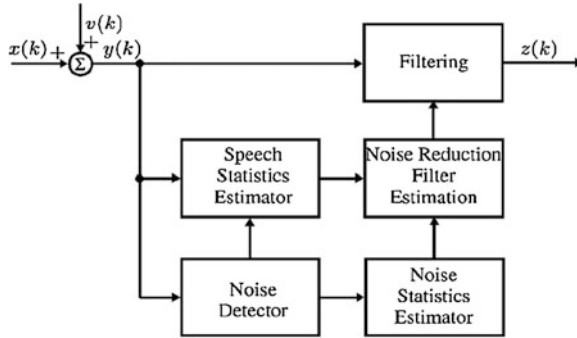 v(k)
x(k) + + y(k)
Σ
Filtering
z(k)
Speech
Statistics
Estimator
Noise Reduction
Filter
Estimation
Noise
Detector
Noise
Statistics
Estimator